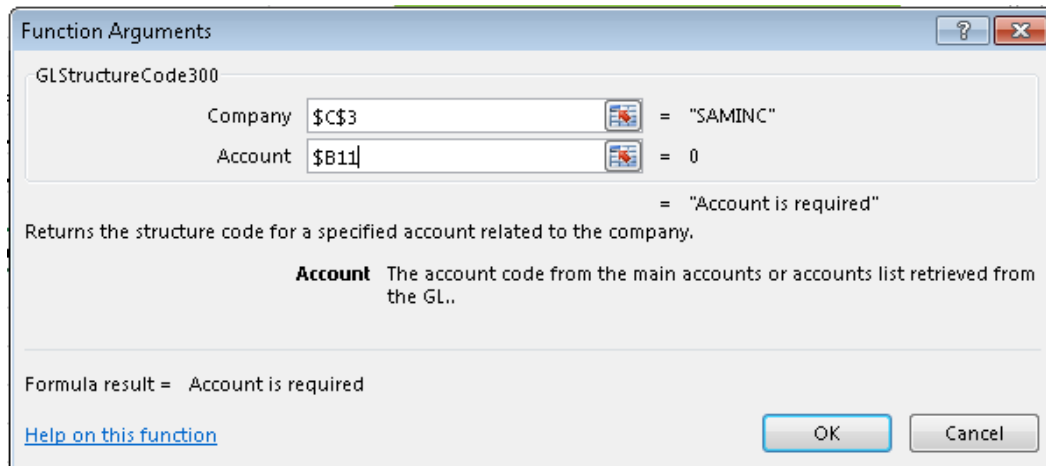 Function Arguments
GLStructureCode300
Company $C$3 = "SAMINC"
Account $B11 = 0
= "Account is required"
Returns the structure code for a specified account related to the company.
Account The account code from the main accounts or accounts list retrieved from
the GL..
Formula result = Account is required
Help on this function OK Cancel